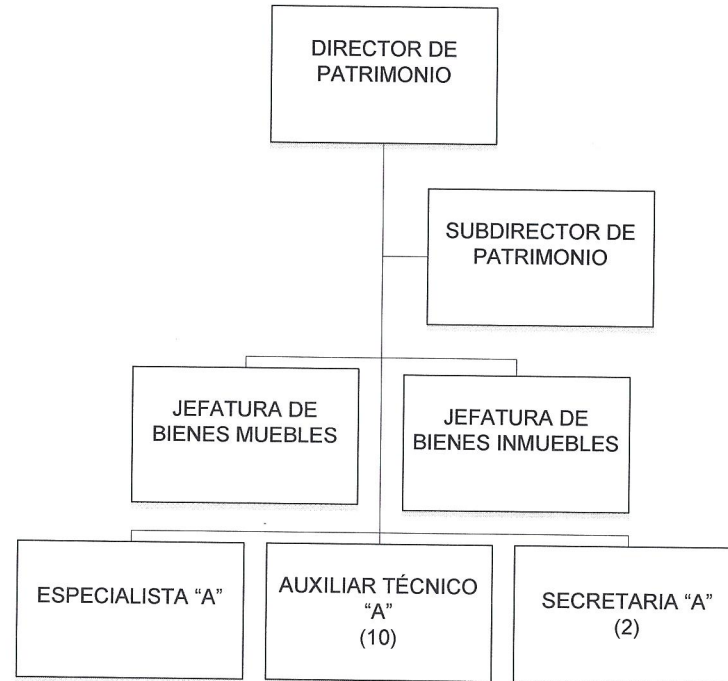 DIRECTOR DE
PATRIMONIO
SUBDIRECTOR DE
PATRIMONIO
JEFATURA DE
BIENES MUEBLES
JEFATURA DE
BIENES INMUEBLES
ESPECIALISTA “A”
AUXILIAR TÉCNICO
“A”
(10)
SECRETARIA “A”
(2)